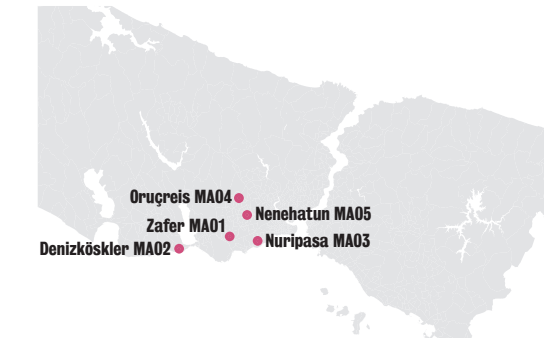 Oruçreis MA04
Nenehatun MA05
Zafer MA01
Nuripasa MA03
Denizköskler MA02